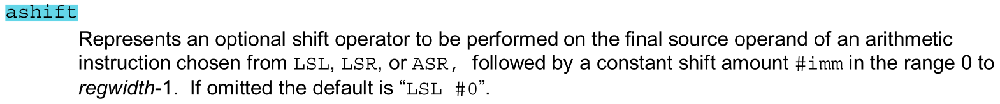 ashift
Represents an optional shift operator to be performed on the final source operand of an arithmetic
instruction chosen from LSL, LSR, or ASR, followed by a constant shift amount #imm in the range 0 to
regwidth-1. If omitted the default is “LSL #0”.